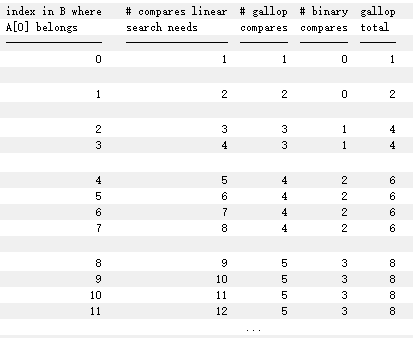 index in B where # compares linear # gallop # binary gallop
A[0] belongs search needs compares compares total
0 1 1 0 1
1 2 2 0 2
2 3 3 1 4
3 4 3 1 4
4 5 4 2 6
5 6 4 2 6
6 7 4 2 6
7 8 4 2 6
8 9 5 3 8
9 10 5 3 8
10 11 5 3 8
11 12 5 3 8
...